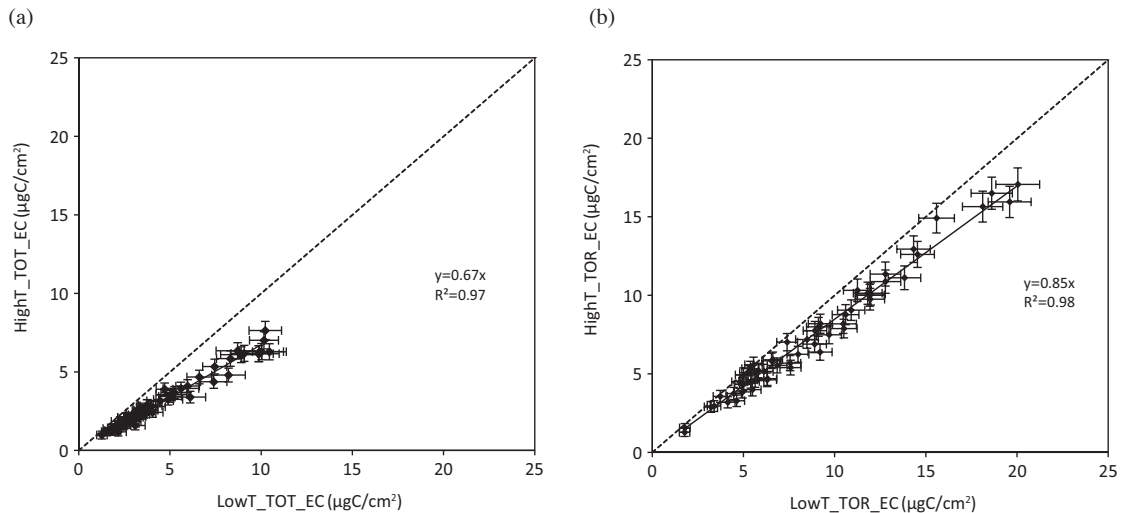 (a)
25
20
15
10
5
0
HighT_TOT_EC (µgC/cm²)
y=0.67x
R²=0.97
0 5 10 15 20 25
LowT_TOT_EC (µgC/cm²)
(b)
25
20
15
10
5
0
HighT_TOR_EC (µgC/cm²)
y=0.85x
R²=0.98
0 5 10 15 20 25
LowT_TOR_EC (µgC/cm²)